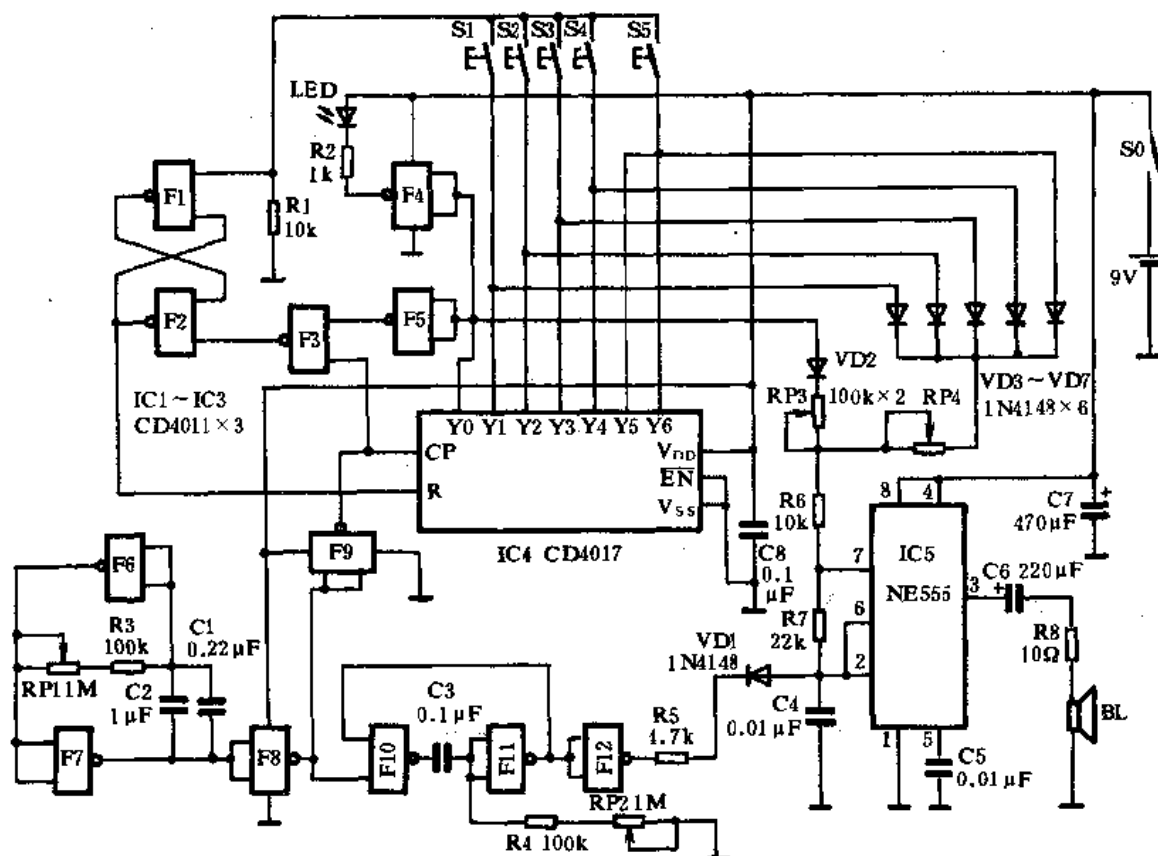 S1
S2
S3
S4
S5
LED
S0
R2
1k
F1
F4
R1
10k
9V
F2
F3
F5
VD2
IC1~IC3
CD4011×3
RP3
100k×2
RP4
VD3~VD7
1N4148×6
Y0
Y1
Y2
Y3
Y4
Y5
Y6
CP
VDD
EN
R
VSS
IC4 CD4017
R6
10k
8
4
C7
470μF
+
F9
C8
0.1
μF
7
IC5
NE555
3
C6 220μF
+
F6
R3
100k
C1
0.22μF
R7
22k
6
2
R8
10Ω
VD1
1N4148
RP1 1M
C2
1μF
C3
0.1μF
C4
0.01μF
R5
4.7k
BL
F7
F8
F10
F11
F12
1
5
C5
0.01μF
RP2 1M
R4 100k